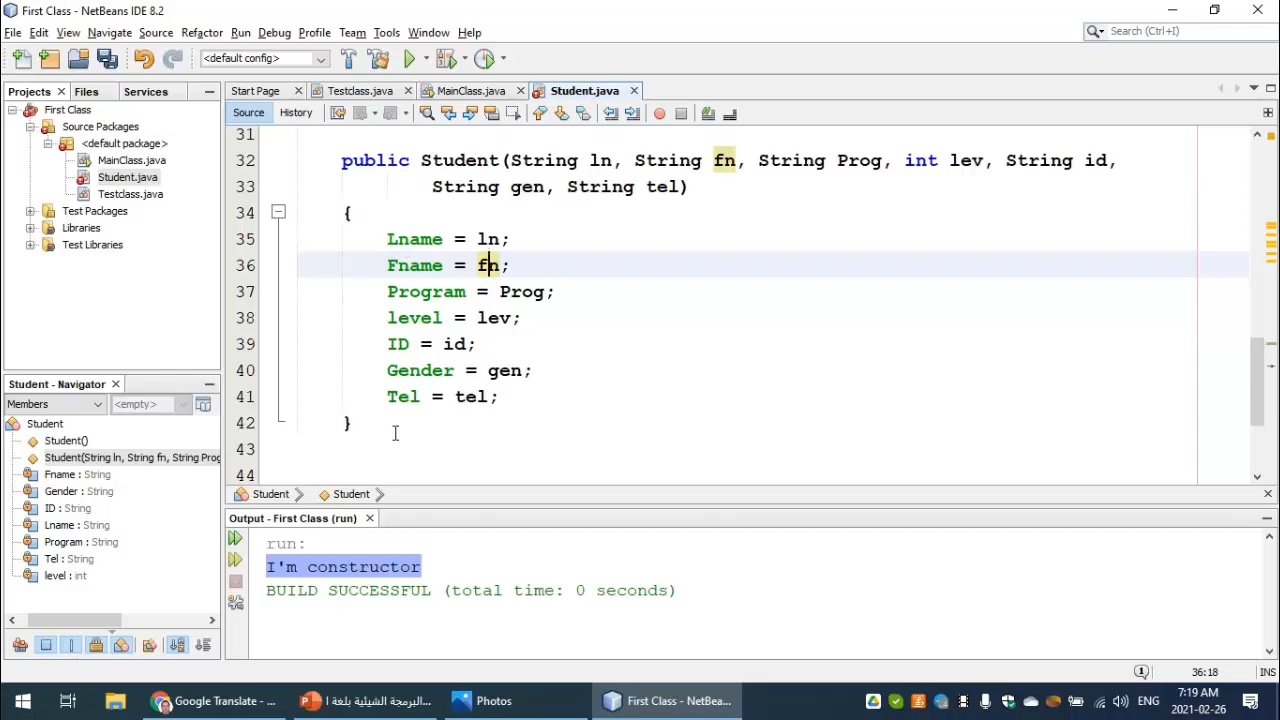 First Class - NetBeans IDE 8.2
File Edit View Navigate Source Refactor Run Debug Profile Team Tools Window Help
Search (Ctrl+I)
<default config>
Projects Files Services
Start Page Testclass.java MainClass.java Student.java
Source History
First Class
Source Packages
<default package>
MainClass.java
Student.java
Testclass.java
Test Packages
Libraries
Test Libraries
31
32 public Student(String ln, String fn, String Prog, int lev, String id,
33 String gen, String tel)
34 {
35 Lname = ln;
36 Fname = fn;
37 Program = Prog;
38 level = lev;
39 ID = id;
40 Gender = gen;
41 Tel = tel;
42 }
43
44
Student - Navigator
Members <empty>
Student
Student()
Student(String ln, String fn, String Prog
Fname : String
Gender : String
ID : String
Lname : String
Program : String
Tel : String
level : int
Student Student
Output - First Class (run)
run:
I'm constructor
BUILD SUCCESSFUL (total time: 0 seconds)
1 36:18 INS
Google Translate - ...
البرمجة الشيئية بلغة ا...
Photos
First Class - NetBea...
ENG
7:19 AM
2021-02-26